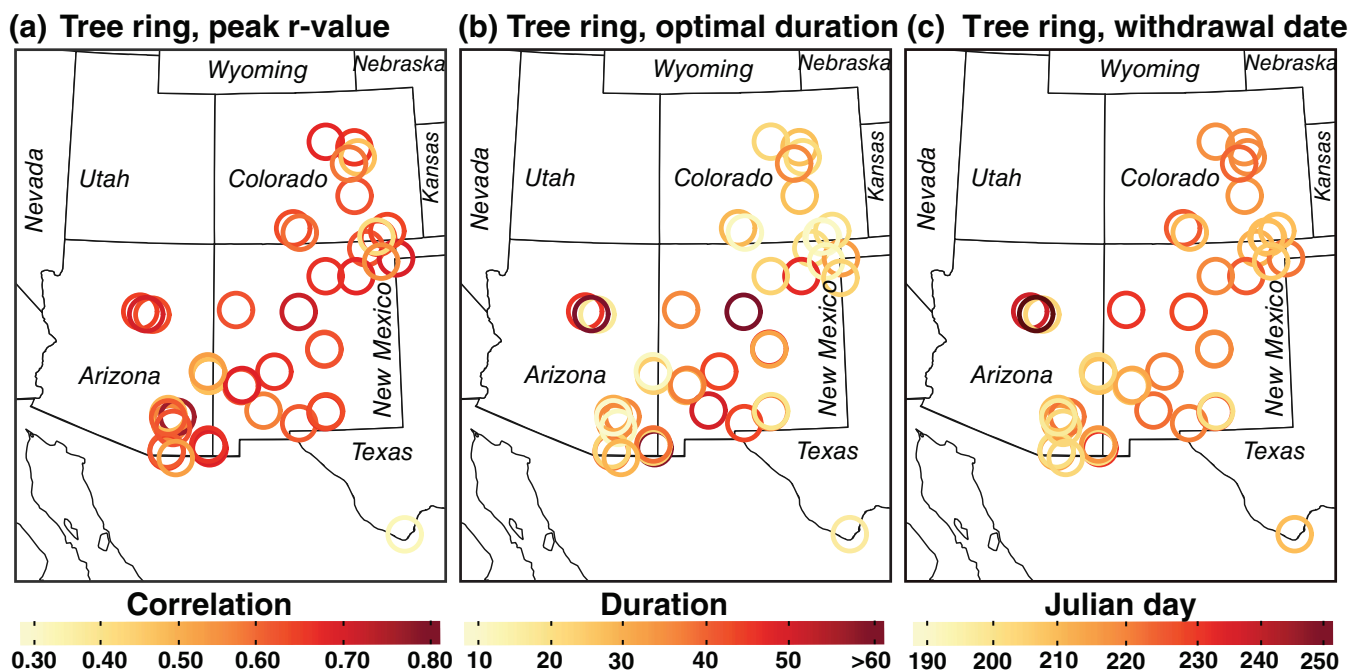 (a) Tree ring, peak r-value
Wyoming
Nebraska
Nevada
Utah
Colorado
Kansas
Arizona
New Mexico
Texas
Correlation
0.30 0.40 0.50 0.60 0.70 0.80
(b) Tree ring, optimal duration
Wyoming
Nebraska
Nevada
Utah
Colorado
Kansas
Arizona
New Mexico
Texas
Duration
10 20 30 40 50 >60
(c) Tree ring, withdrawal date
Wyoming
Nebraska
Nevada
Utah
Colorado
Kansas
Arizona
New Mexico
Texas
Julian day
190 200 210 220 230 240 250